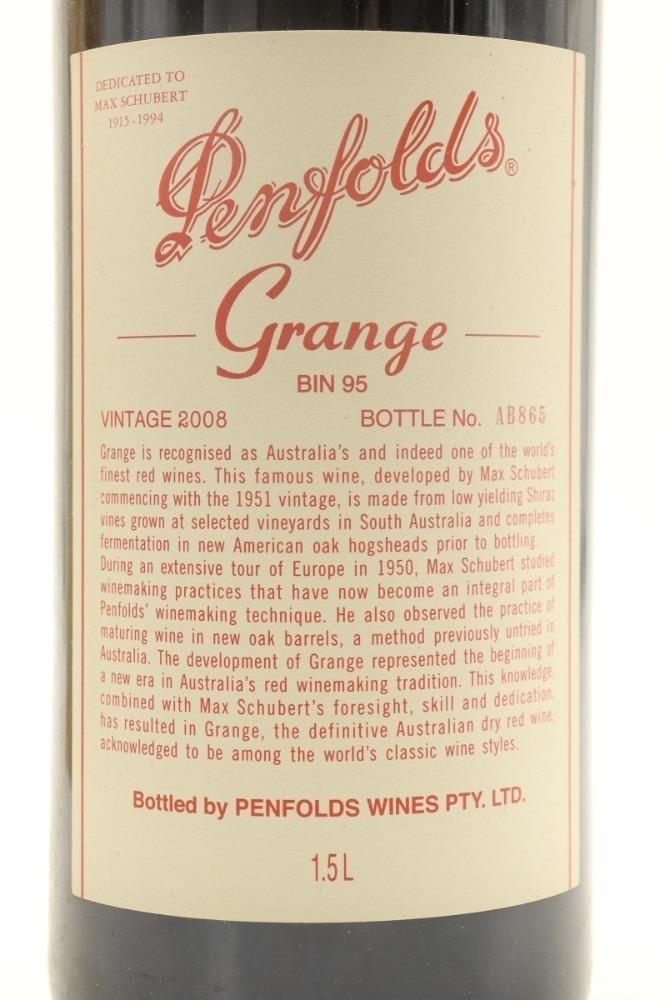 DEDICATED TO
MAX SCHUBERT
1915-1994
Penfolds®
Grange
BIN 95
VINTAGE 2008 BOTTLE No. AB865
Grange is recognised as Australia's and indeed one of the world's
finest red wines. This famous wine, developed by Max Schubert
commencing with the 1951 vintage, is made from low yielding Shiraz
vines grown at selected vineyards in South Australia and completes
fermentation in new American oak hogsheads prior to bottling.
During an extensive tour of Europe in 1950, Max Schubert studied
winemaking practices that have now become an integral part of
Penfolds' winemaking technique. He also observed the practice of
maturing wine in new oak barrels, a method previously untried in
Australia. The development of Grange represented the beginning of
a new era in Australia's red winemaking tradition. This knowledge,
combined with Max Schubert's foresight, skill and dedication,
has resulted in Grange, the definitive Australian dry red wine,
acknowledged to be among the world's classic wine styles.
Bottled by PENFOLDS WINES PTY. LTD.
1.5 L